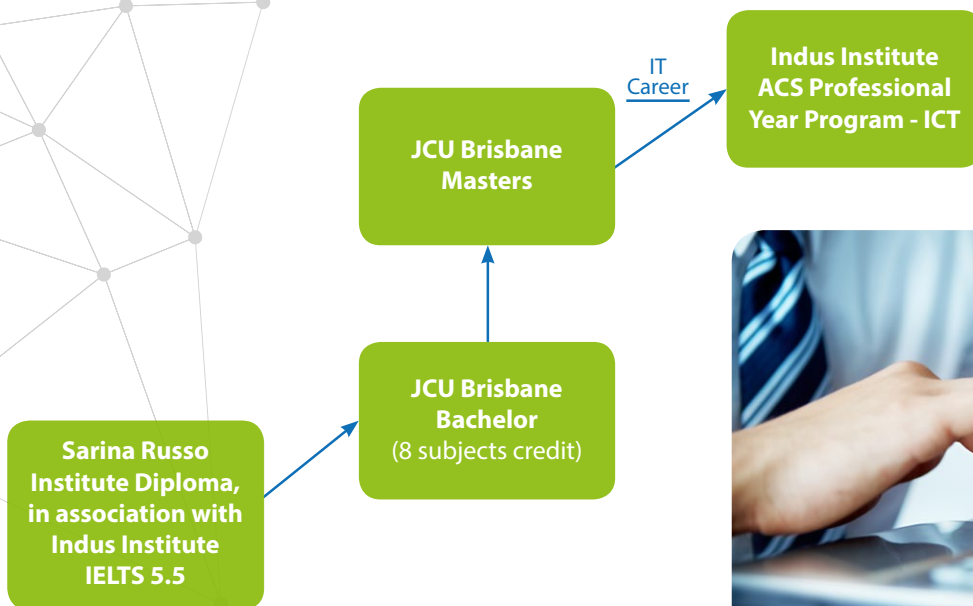 IT
Career
Indus Institute
ACS Professional
Year Program - ICT
JCU Brisbane
Masters
JCU Brisbane
Bachelor
(8 subjects credit)
Sarina Russo
Institute Diploma,
in association with
Indus Institute
IELTS 5.5